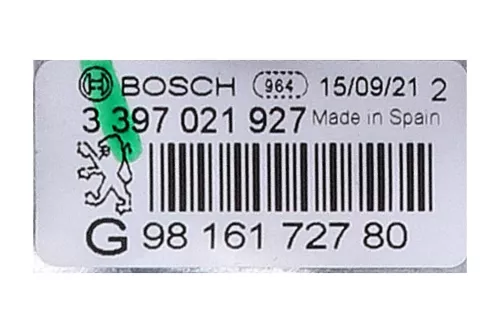 BOSCH 964 15/09/21 2
3 397 021 927 Made in Spain
G 98 161 727 80